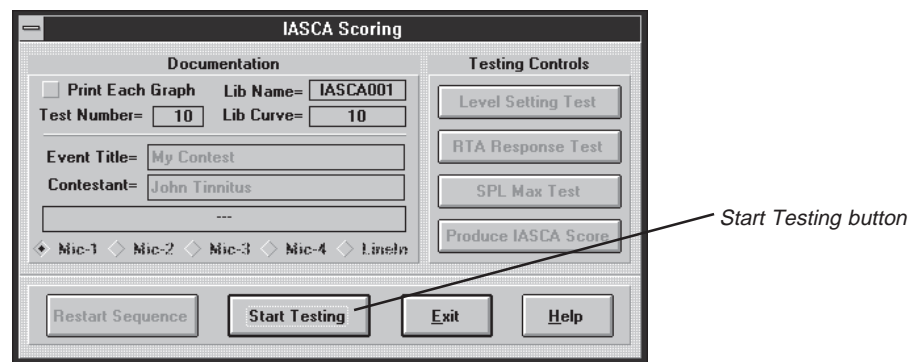 IASCA Scoring
Documentation
Print Each Graph Lib Name= IASCA001
Test Number= 10 Lib Curve= 10
Event Title= My Contest
Contestant= John Tinnitus
---
Mic-1 Mic-2 Mic-3 Mic-4 LineIn
Testing Controls
Level Setting Test
RTA Response Test
SPL Max Test
Produce IASCA Score
Restart Sequence Start Testing Exit Help
Start Testing button